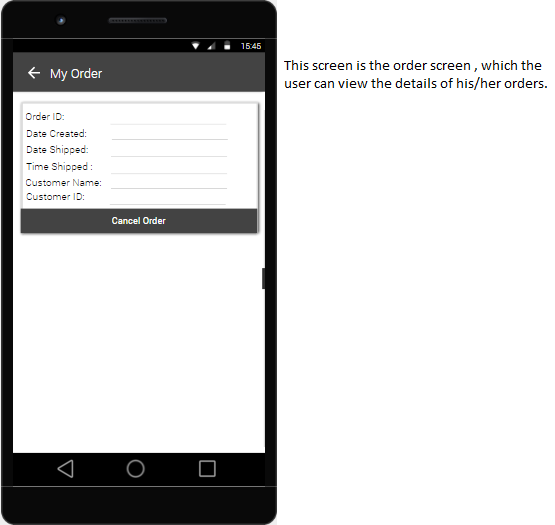 15:45
My Order
Order ID:
Date Created:
Date Shipped:
Time Shipped :
Customer Name:
Customer ID:
Cancel Order
This screen is the order screen , which the
user can view the details of his/her orders.